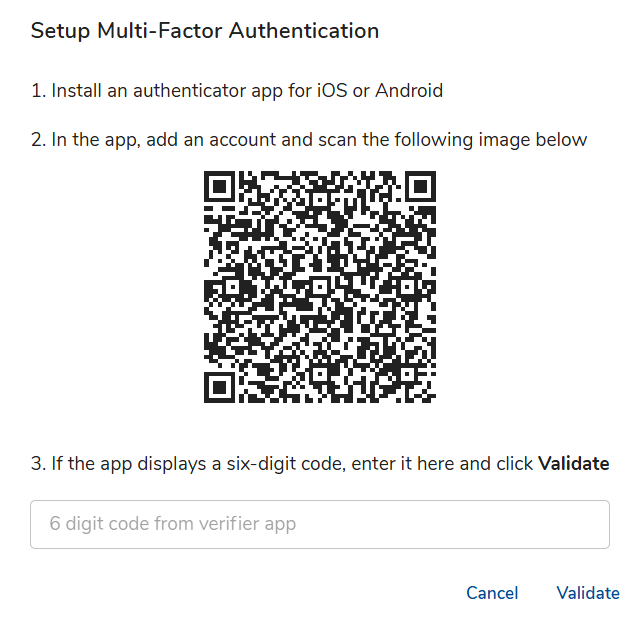 Setup Multi-Factor Authentication
1. Install an authenticator app for iOS or Android
2. In the app, add an account and scan the following image below
3. If the app displays a six-digit code, enter it here and click Validate
6 digit code from verifier app
Cancel Validate